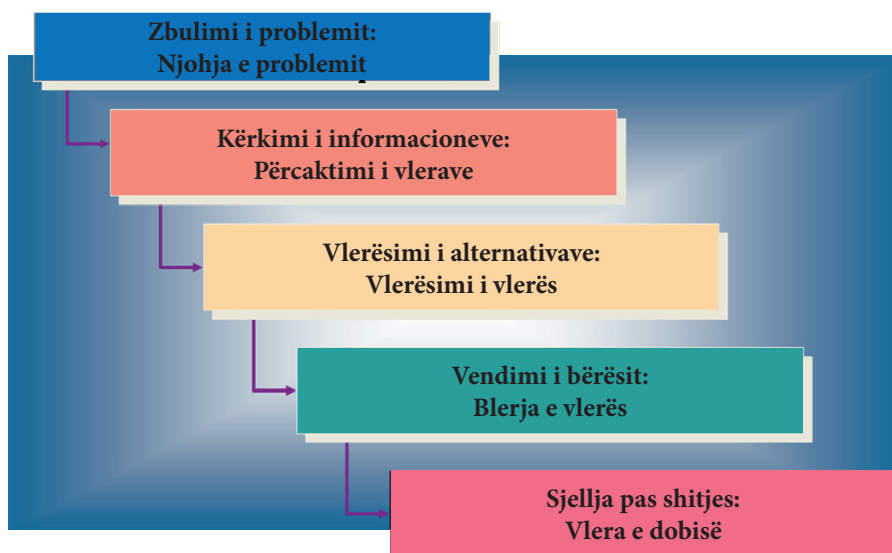 Zbulimi i problemit:
Njohja e problemit
Kërkimi i informacioneve:
Përcaktimi i vlerave
Vlerësimi i alternativave:
Vlerësimi i vlerës
Vendimi i bërësit:
Blerja e vlerës
Sjellja pas shitjes:
Vlera e dobisë